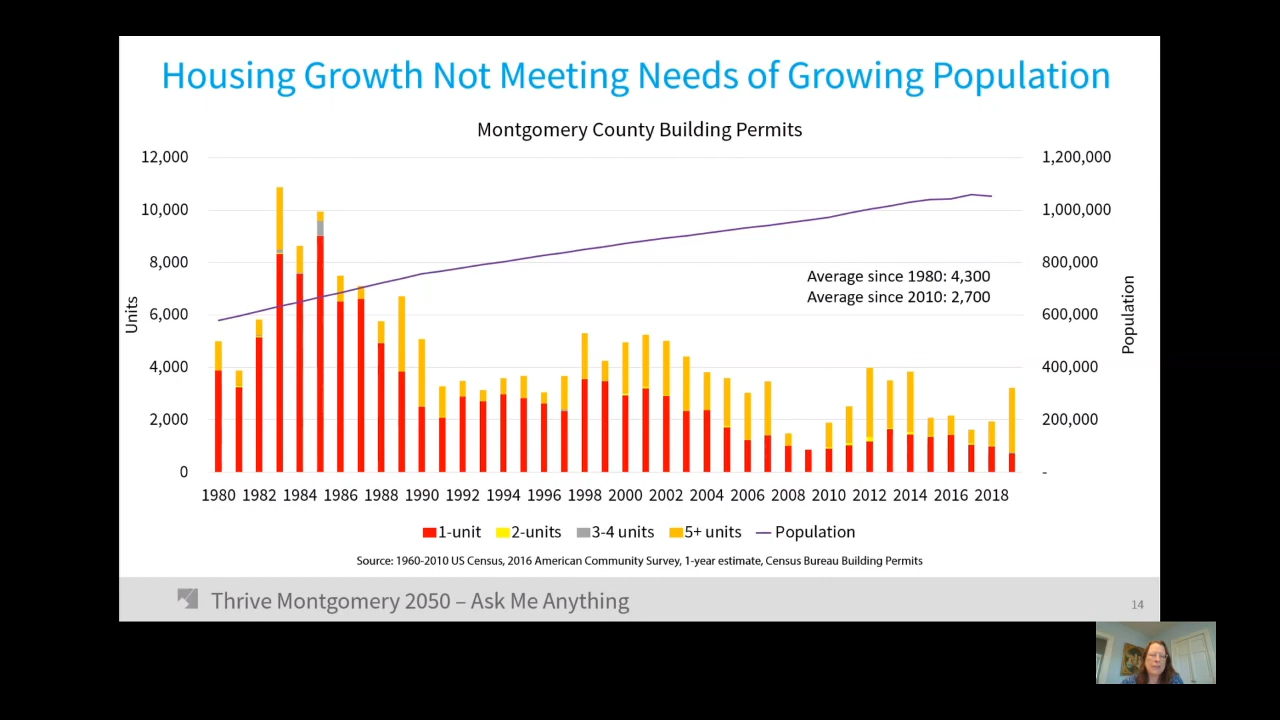 Housing Growth Not Meeting Needs of Growing Population
Montgomery County Building Permits
12,000
10,000
8,000
6,000
4,000
2,000
0
Units
1,200,000
1,000,000
800,000
600,000
400,000
200,000
-
Population
Average since 1980: 4,300
Average since 2010: 2,700
1980 1982 1984 1986 1988 1990 1992 1994 1996 1998 2000 2002 2004 2006 2008 2010 2012 2014 2016 2018
1-unit 2-units 3-4 units 5+ units Population
Source: 1960-2010 US Census, 2016 American Community Survey, 1-year estimate, Census Bureau Building Permits
Thrive Montgomery 2050 – Ask Me Anything
14